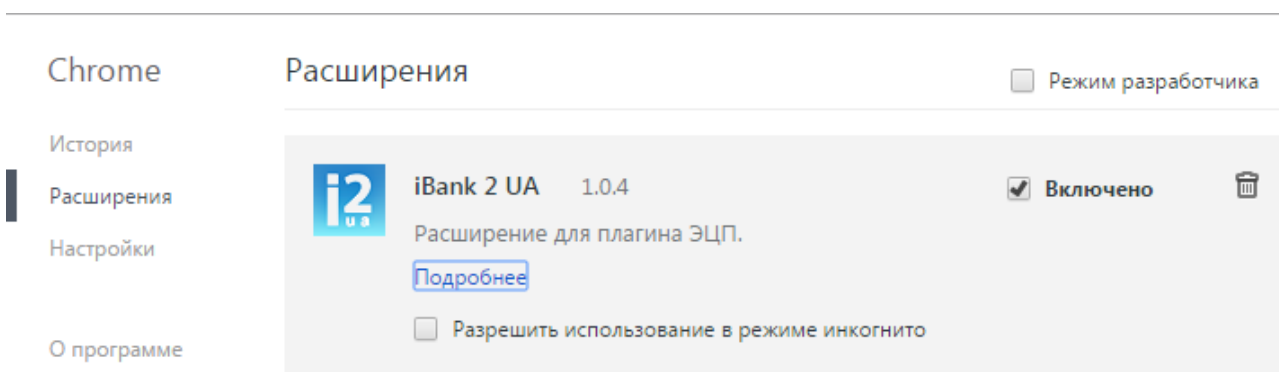 Chrome
Расширения
Режим разработчика
История
Расширения
Настройки
О программе
i2
ua
iBank 2 UA 1.0.4
Включено
Расширение для плагина ЭЦП.
Подробнее
Разрешить использование в режиме инкогнито